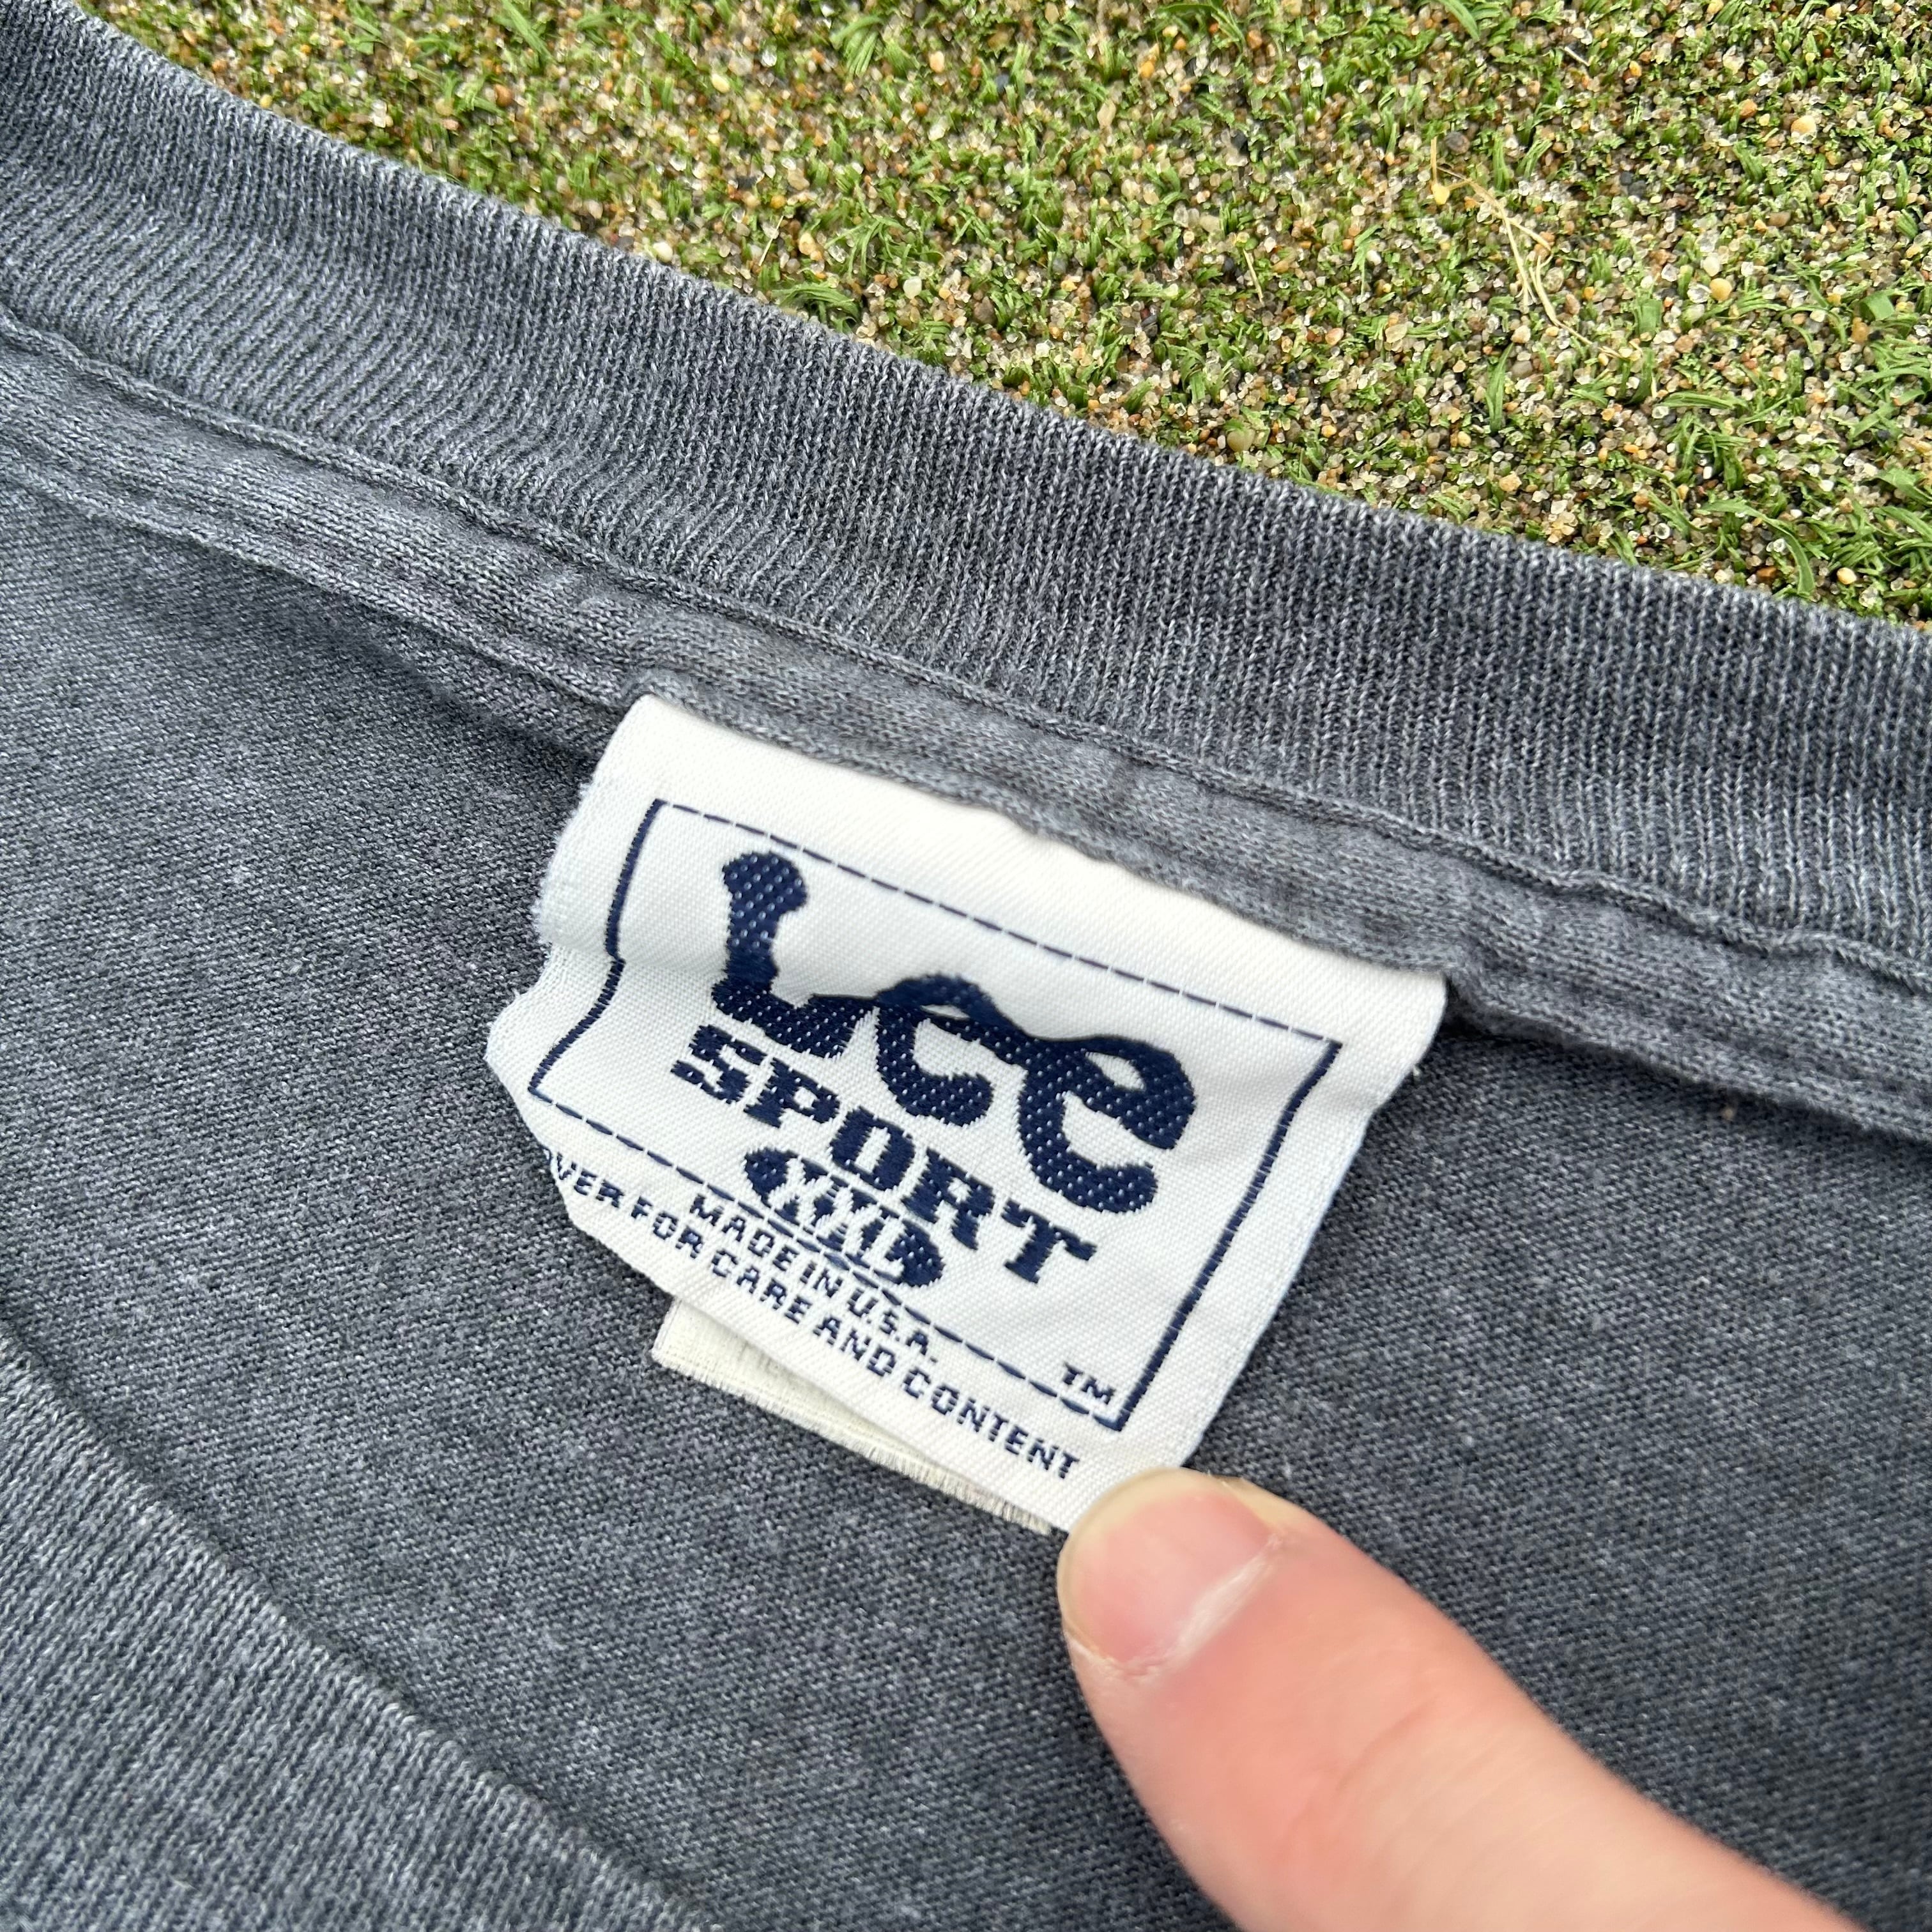 Lee
SPORT
XXL
MADE IN U.S.A.
TM
OVER FOR CARE AND CONTENT